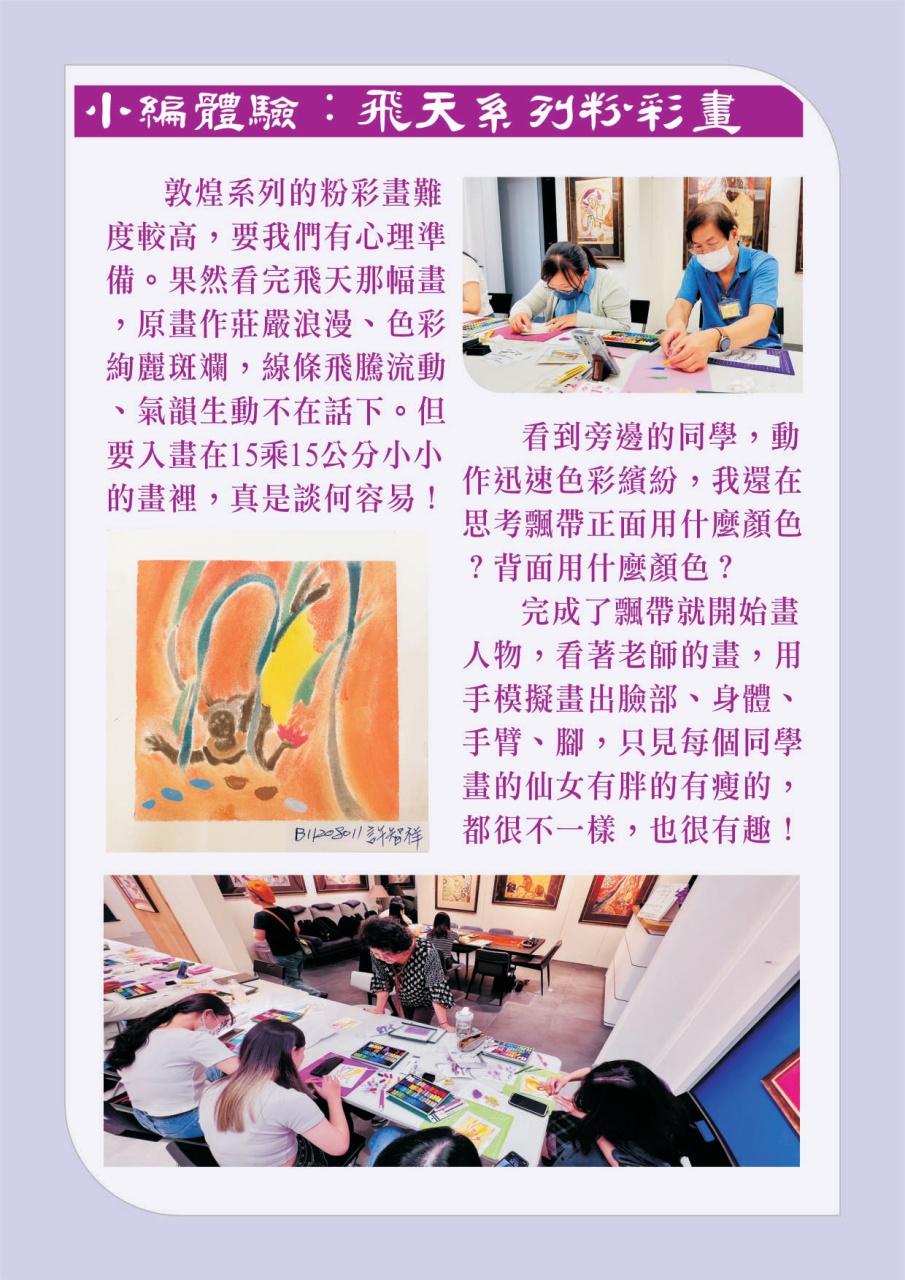 小編體驗：飛天系列粉彩畫
敦煌系列的粉彩畫難
度較高，要我們有心理準
備。果然看完飛天那幅畫
，原畫作莊嚴浪漫、色彩
絢麗斑斕，線條飛騰流動
、氣韻生動不在話下。但
要入畫在15乘15公分小小
的畫裡，真是談何容易！
B11208011 許智祥
看到旁邊的同學，動
作迅速色彩繽紛，我還在
思考飄帶正面用什麼顏色
？背面用什麼顏色？
完成了飄帶就開始畫
人物，看著老師的畫，用
手模擬畫出臉部、身體、
手臂、腳，只見每個同學
畫的仙女有胖的有瘦的，
都很不一樣，也很有趣！